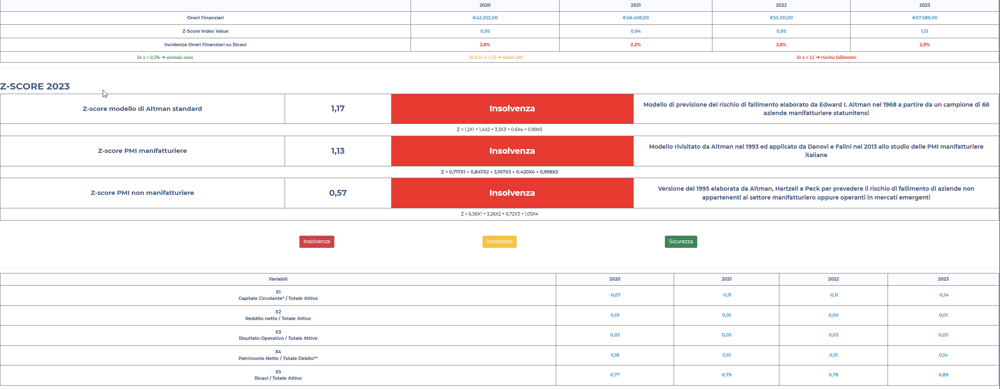 2020 2021 2022 2023
Oneri Finanziari €42.252,00 €46.458,00 €55.311,00 €67.589,00
Z-Score Index Value 0,95 0,94 0,95 1,13
Incidenza Oneri Finanziari su Ricavi 2,6% 2,2% 2,6% 2,9%
Se x < 0,5% ➔ azienda sana Se 0,5< x < 1,5 ➔ valori alti Se x > 1,5 ➔ rischio fallimento
Z-SCORE 2023
Z-score modello di Altman standard 1,17 Insolvenza Modello di previsione del rischio di fallimento elaborato da Edward I. Altman nel 1968 a partire da un campione di 66
aziende manifatturiere statunitensi
Z = 1,2X1 + 1,4X2 + 3,3X3 + 0.6X4 + 0,99X5
Z-score PMI manifatturiere 1,13 Insolvenza Modello rivisitato da Altman nel 1993 ed applicato da Danovi e Falini nel 2013 allo studio delle PMI manifatturiere
italiane
Z = 0,717X1 + 0,847X2 + 3,107X3 + 0.420X4 + 0,998X5
Z-score PMI non manifatturiere 0,57 Insolvenza Versione del 1995 elaborata da Altman, Hartzell e Peck per prevedere il rischio di fallimento di aziende non
appartenenti al settore manifatturiero oppure operanti in mercati emergenti
Z = 6,56X1 + 3,26X2 + 6,72X3 + 1,05X4
Insolvenza Incertezza Sicurezza
Variabili 2020 2021 2022 2023
X1
Capitale Circolante* / Totale Attivo -0,07 -0,11 -0,11 -0,14
X2
Reddito netto / Totale Attivo 0,01 0,01 0,00 0,01
X3
Risultato Operativo / Totale Attivo 0,03 0,03 0,03 0,05
X4
Patrimonio Netto / Totale Debito** 0,18 0,15 0,15 0,14
X5
Ricavi / Totale Attivo 0,77 0,79 0,78 0,89